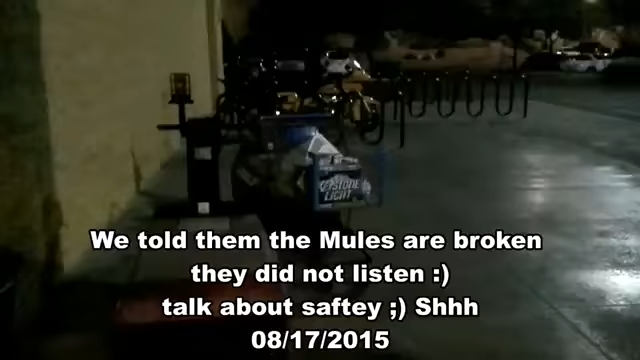 KEYSTONE
LIGHT
We told them the Mules are broken
they did not listen :)
talk about saftey ;) Shhh
08/17/2015